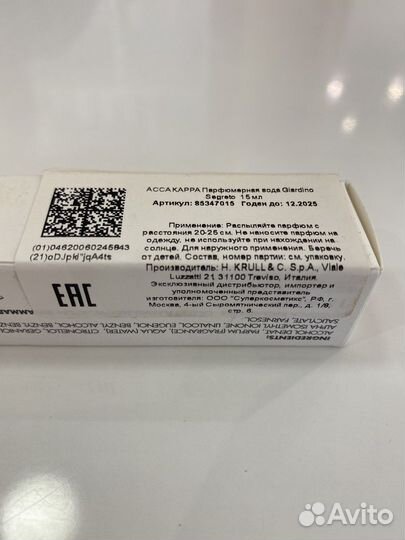 ACCA KAPPA Парфюмерная вода Giardino
Segreto 15 мл
Артикул: 85347015 Годен до: 12.2025
Применение: Распыляйте парфюм с
расстояния 20-25 см. Не наносите парфюм на
одежду, не используйте при нахождении на
солнце. Для наружного применения. Беречь
от детей. Состав, номер партии: см. упаковку.
Производитель: H. KRULL & C. S.p.A., Viale
Luzzatti 21 31100 Treviso, Италия.
Эксклюзивный дистрибьютор, импортер и
уполномоченный представитель
изготовителя: ООО "Суперкосметикс", РФ, г.
Москва, 4-ый Сыромятнический пер., д. 1/8,
стр. 6.
(01)04620060245843
(21)oDJpkl"jqA4ts
EAC
INGREDIENTS:
ALCOHOL DENAT, PARFUM (FRAGRANCE), AQUA (WATER), CITRONELLOL, GERANIOL
ALPHA ISOMETHYL IONONE, LINALOOL, EUGENOL, BENZYL ALCOHOL, BENZYL
SALICYLATE, FARNESOL
Avito